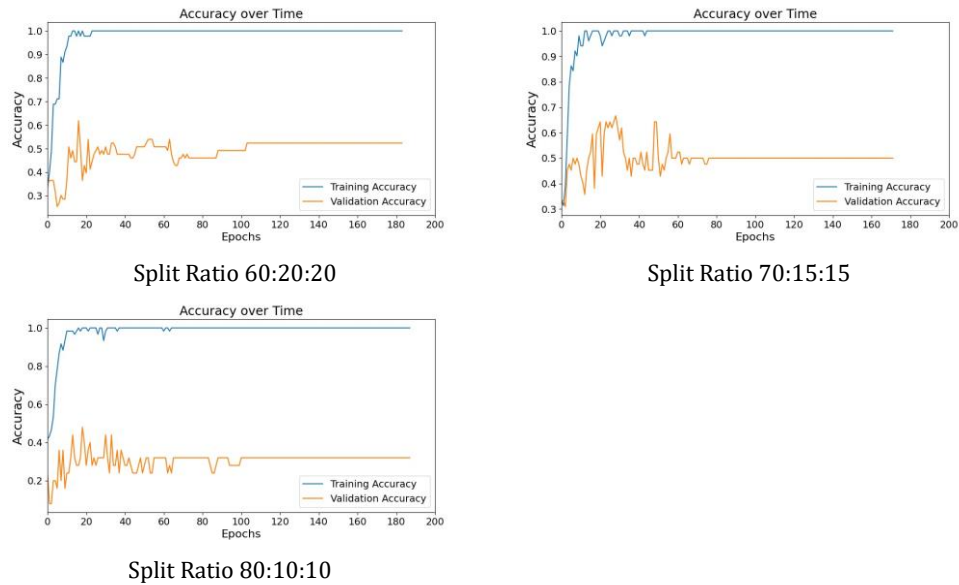 Accuracy over Time
1.0
0.9
0.8
0.7
0.6
0.5
0.4
0.3
Accuracy
Training Accuracy
Validation Accuracy
0 20 40 60 80 100 120 140 160 180 200
Epochs
Split Ratio 60:20:20
Accuracy over Time
1.0
0.9
0.8
0.7
0.6
0.5
0.4
0.3
Accuracy
Training Accuracy
Validation Accuracy
0 20 40 60 80 100 120 140 160 180 200
Epochs
Split Ratio 70:15:15
Accuracy over Time
1.0
0.8
0.6
0.4
0.2
Accuracy
Training Accuracy
Validation Accuracy
0 20 40 60 80 100 120 140 160 180 200
Epochs
Split Ratio 80:10:10